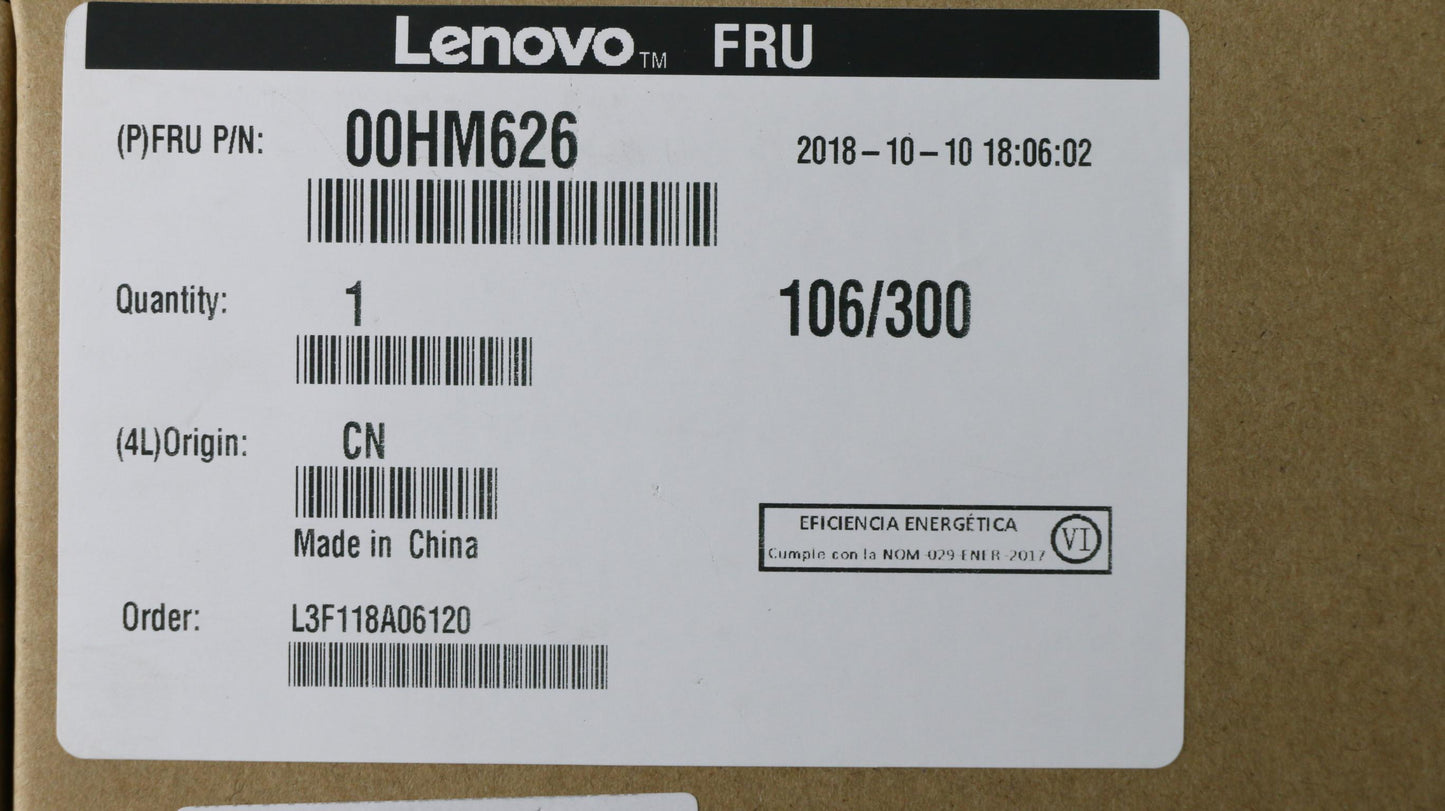 Lenovo™ FRU
(P)FRU P/N: 00HM626 2018-10-10 18:06:02
Quantity: 1 106/300
(4L)Origin: CN
Made in China
EFICIENCIA ENERGÉTICA VI
Cumple con la NOM-029-ENER-2017
Order: L3F118A06120